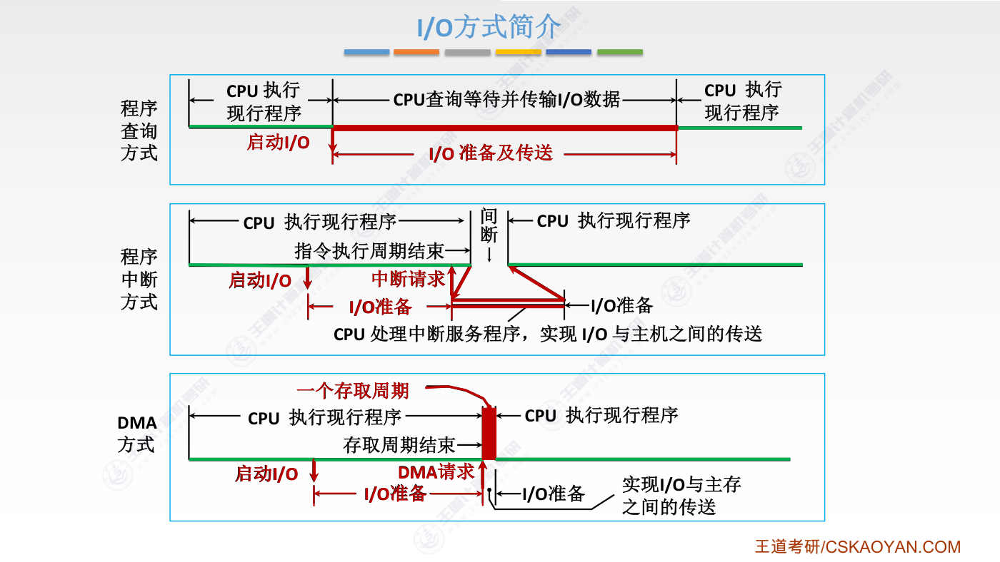 I/O方式简介
程序
查询
方式
CPU 执行
现行程序
CPU查询等待并传输I/O数据
CPU 执行
现行程序
启动I/O
I/O 准备及传送
程序
中断
方式
CPU 执行现行程序
间
断
CPU 执行现行程序
指令执行周期结束
启动I/O
中断请求
I/O准备
I/O准备
CPU 处理中断服务程序，实现 I/O 与主机之间的传送
DMA
方式
一个存取周期
CPU 执行现行程序
CPU 执行现行程序
存取周期结束
启动I/O
DMA请求
I/O准备
I/O准备
实现I/O与主存
之间的传送
王道考研/CSKAOYAN.COM